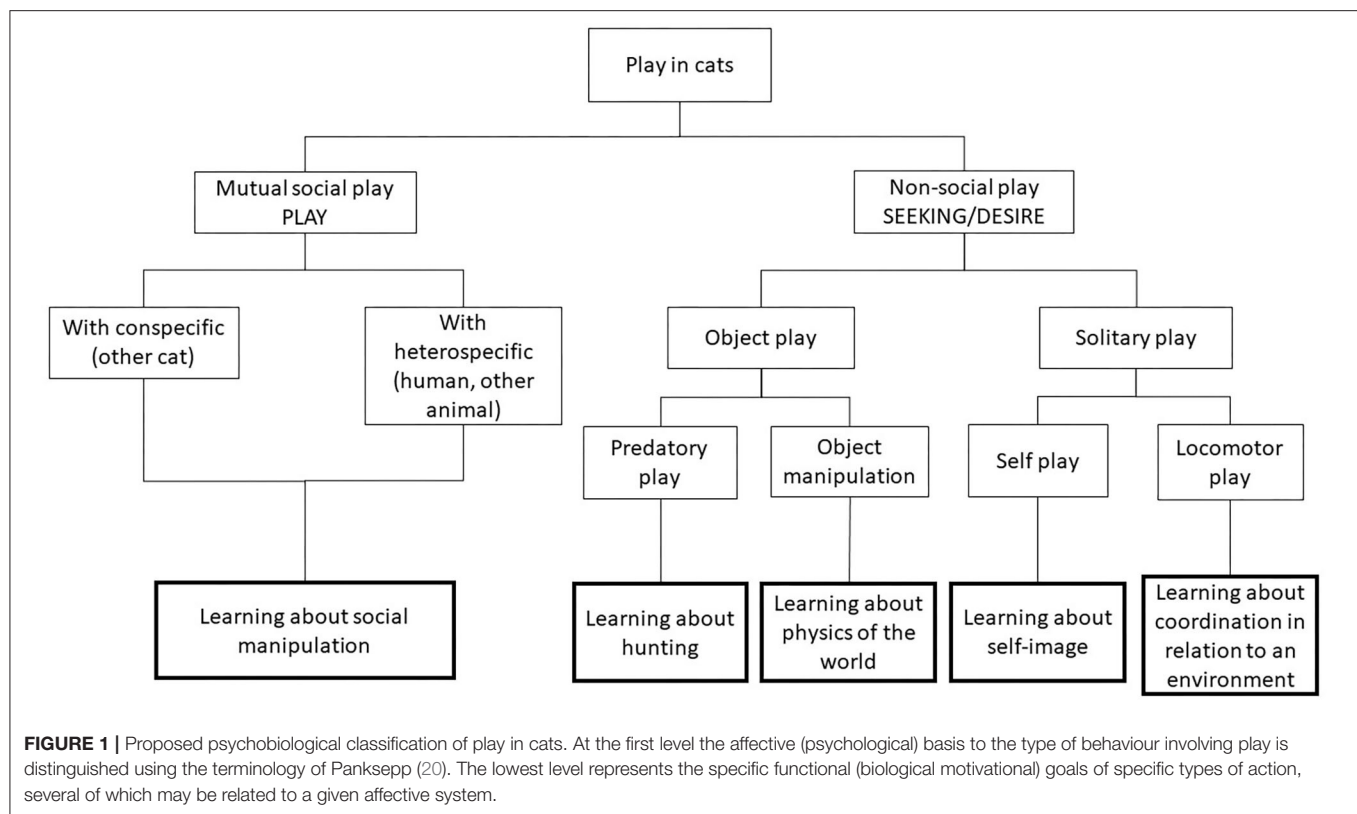 Play in cats
Mutual social play
PLAY
Non-social play
SEEKING/DESIRE
With conspecific
(other cat)
With
heterospecific
(human, other
animal)
Object play
Solitary play
Predatory
play
Object
manipulation
Self play
Locomotor
play
Learning about social
manipulation
Learning about
hunting
Learning about
physics of the
world
Learning about
self-image
Learning about
coordination in
relation to an
environment
FIGURE 1 | Proposed psychobiological classification of play in cats. At the first level the affective (psychological) basis to the type of behaviour involving play is
distinguished using the terminology of Panksepp (20). The lowest level represents the specific functional (biological motivational) goals of specific types of action,
several of which may be related to a given affective system.